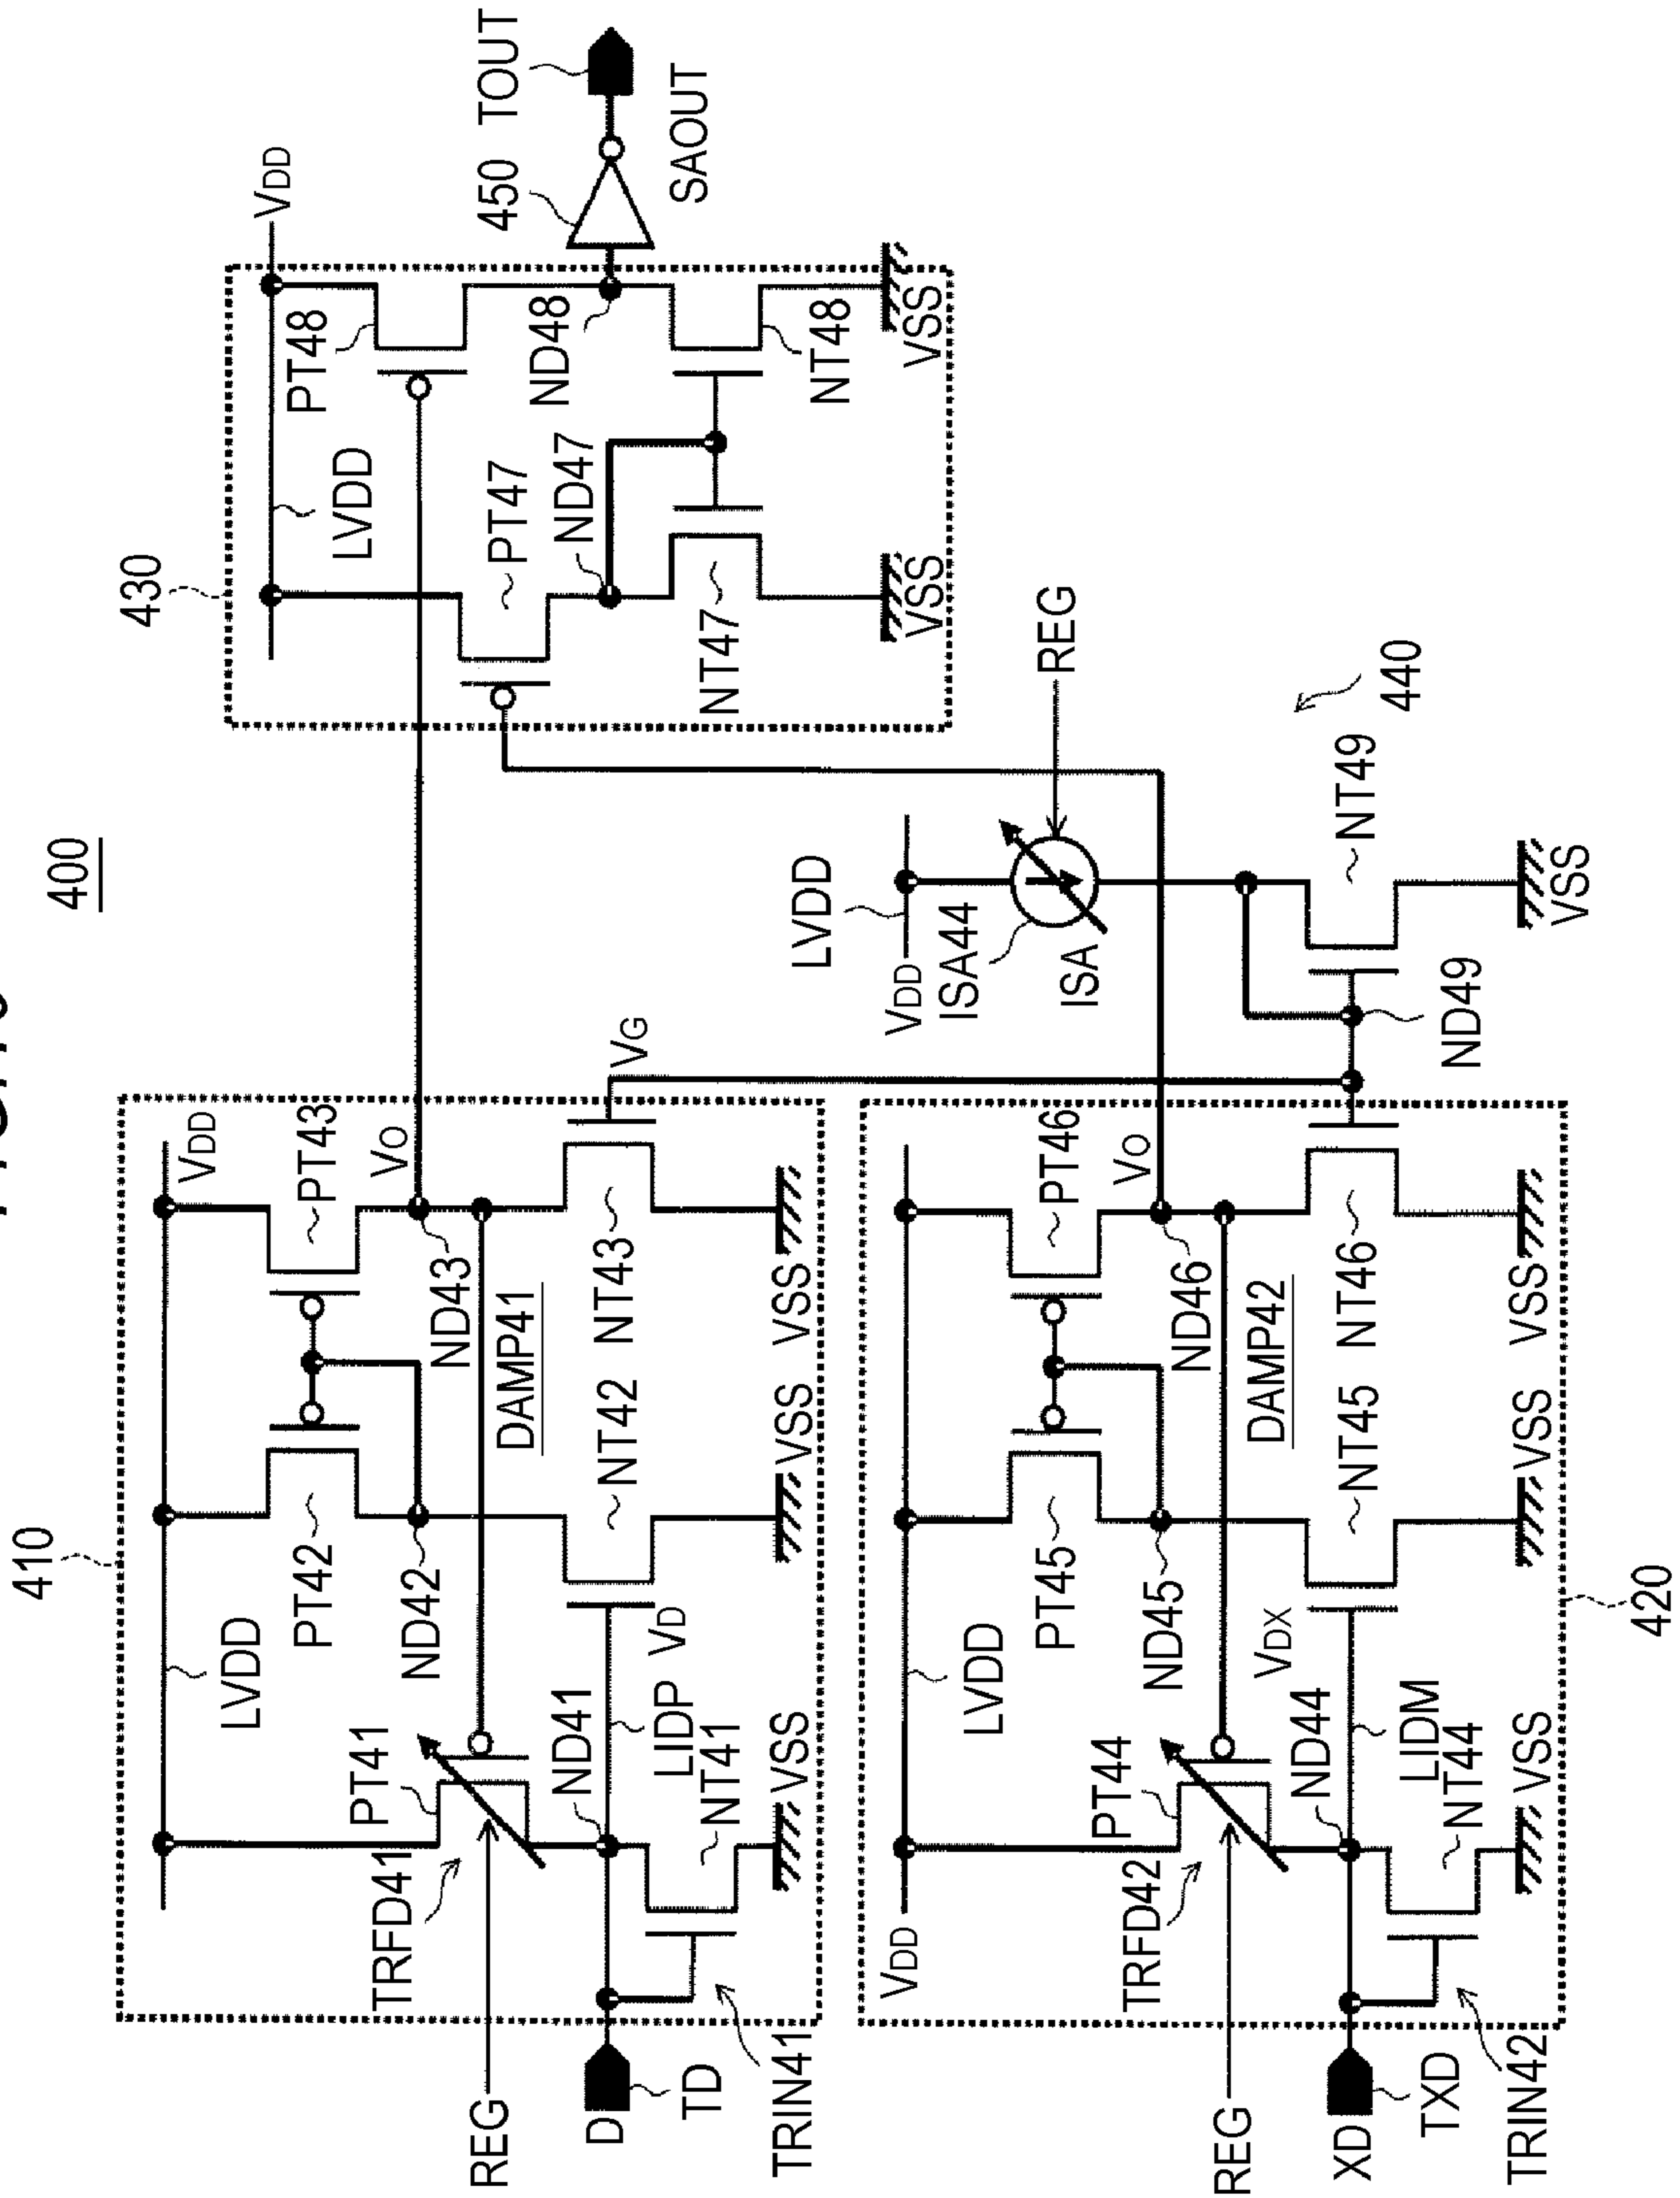 400
410
LVDD
VDD
PT41
PT42
PT43
TRFD41
REG
ND42
ND43
VO
DAMP41
ND41
D
TD
LIDP
VD
NT41
NT42
NT43
VG
TRIN41
VSS
VSS
VSS
430
VDD
LVDD
PT48
PT47
ND47
ND48
450
TOUT
SAOUT
NT47
NT48
VSS
VSS
VDD
LVDD
PT44
PT45
PT46
TRFD42
REG
ND45
ND46
VO
DAMP42
ND44
VDX
XD
TXD
LIDM
NT44
NT45
NT46
TRIN42
VSS
VSS
VSS
420
LVDD
VDD
ISA44
ISA
REG
440
ND49
NT49
VSS